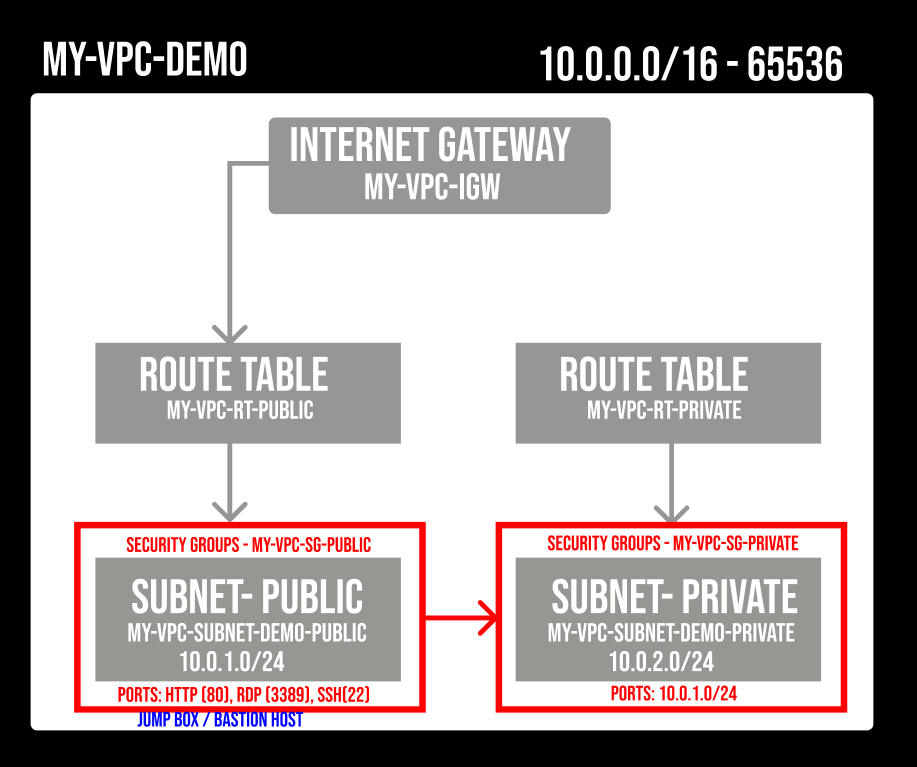 MY-VPC-DEMO
10.0.0.0/16 - 65536
INTERNET GATEWAY
MY-VPC-IGW
ROUTE TABLE
MY-VPC-RT-PUBLIC
ROUTE TABLE
MY-VPC-RT-PRIVATE
SECURITY GROUPS - MY-VPC-SG-PUBLIC
SUBNET- PUBLIC
MY-VPC-SUBNET-DEMO-PUBLIC
10.0.1.0/24
PORTS: HTTP (80), RDP (3389), SSH(22)
JUMP BOX / BASTION HOST
SECURITY GROUPS - MY-VPC-SG-PRIVATE
SUBNET- PRIVATE
MY-VPC-SUBNET-DEMO-PRIVATE
10.0.2.0/24
PORTS: 10.0.1.0/24